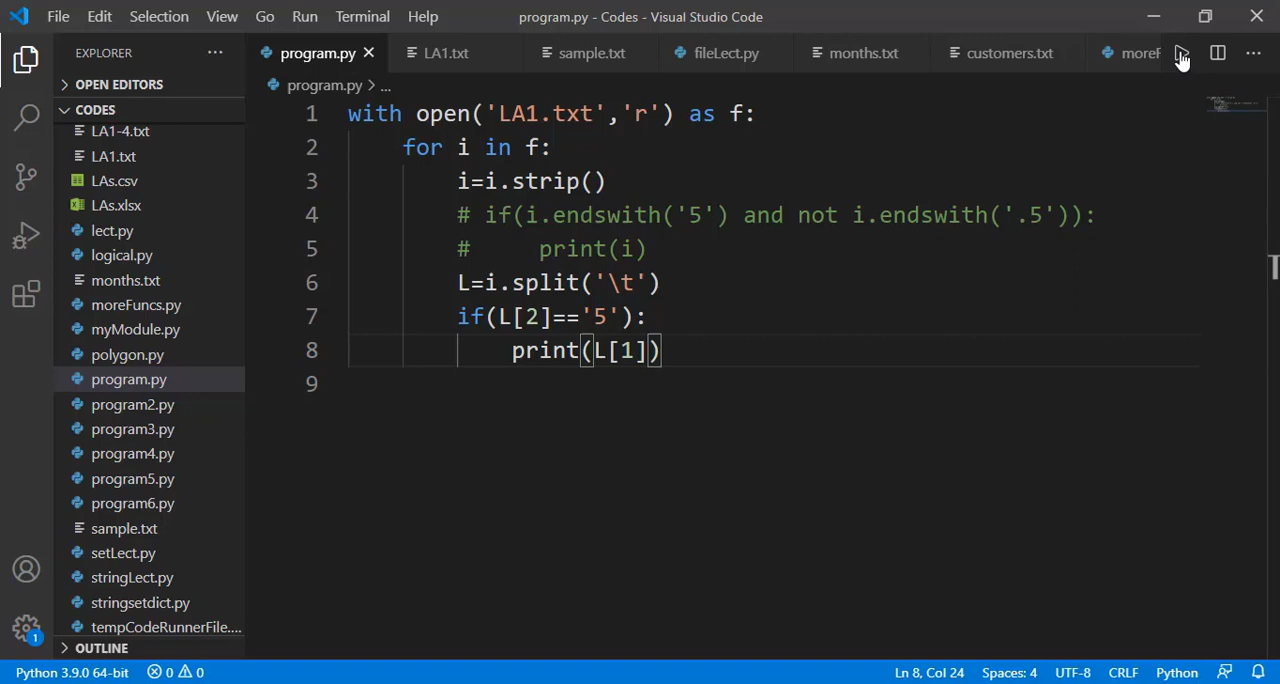 File Edit Selection View Go Run Terminal Help program.py - Codes - Visual Studio Code
EXPLORER
OPEN EDITORS
CODES
LA1-4.txt
LA1.txt
LAs.csv
LAs.xlsx
lect.py
logical.py
months.txt
moreFuncs.py
myModule.py
polygon.py
program.py
program2.py
program3.py
program4.py
program5.py
program6.py
sample.txt
setLect.py
stringLect.py
stringsetdict.py
tempCodeRunnerFile....
OUTLINE
1
program.py LA1.txt sample.txt fileLect.py months.txt customers.txt moreF
program.py > ...
1 with open('LA1.txt','r') as f:
2 for i in f:
3 i=i.strip()
4 # if(i.endswith('5') and not i.endswith('.5')):
5 # print(i)
6 L=i.split('\t')
7 if(L[2]=='5'):
8 print(L[1])
9
Python 3.9.0 64-bit 0 0 Ln 8, Col 24 Spaces: 4 UTF-8 CRLF Python